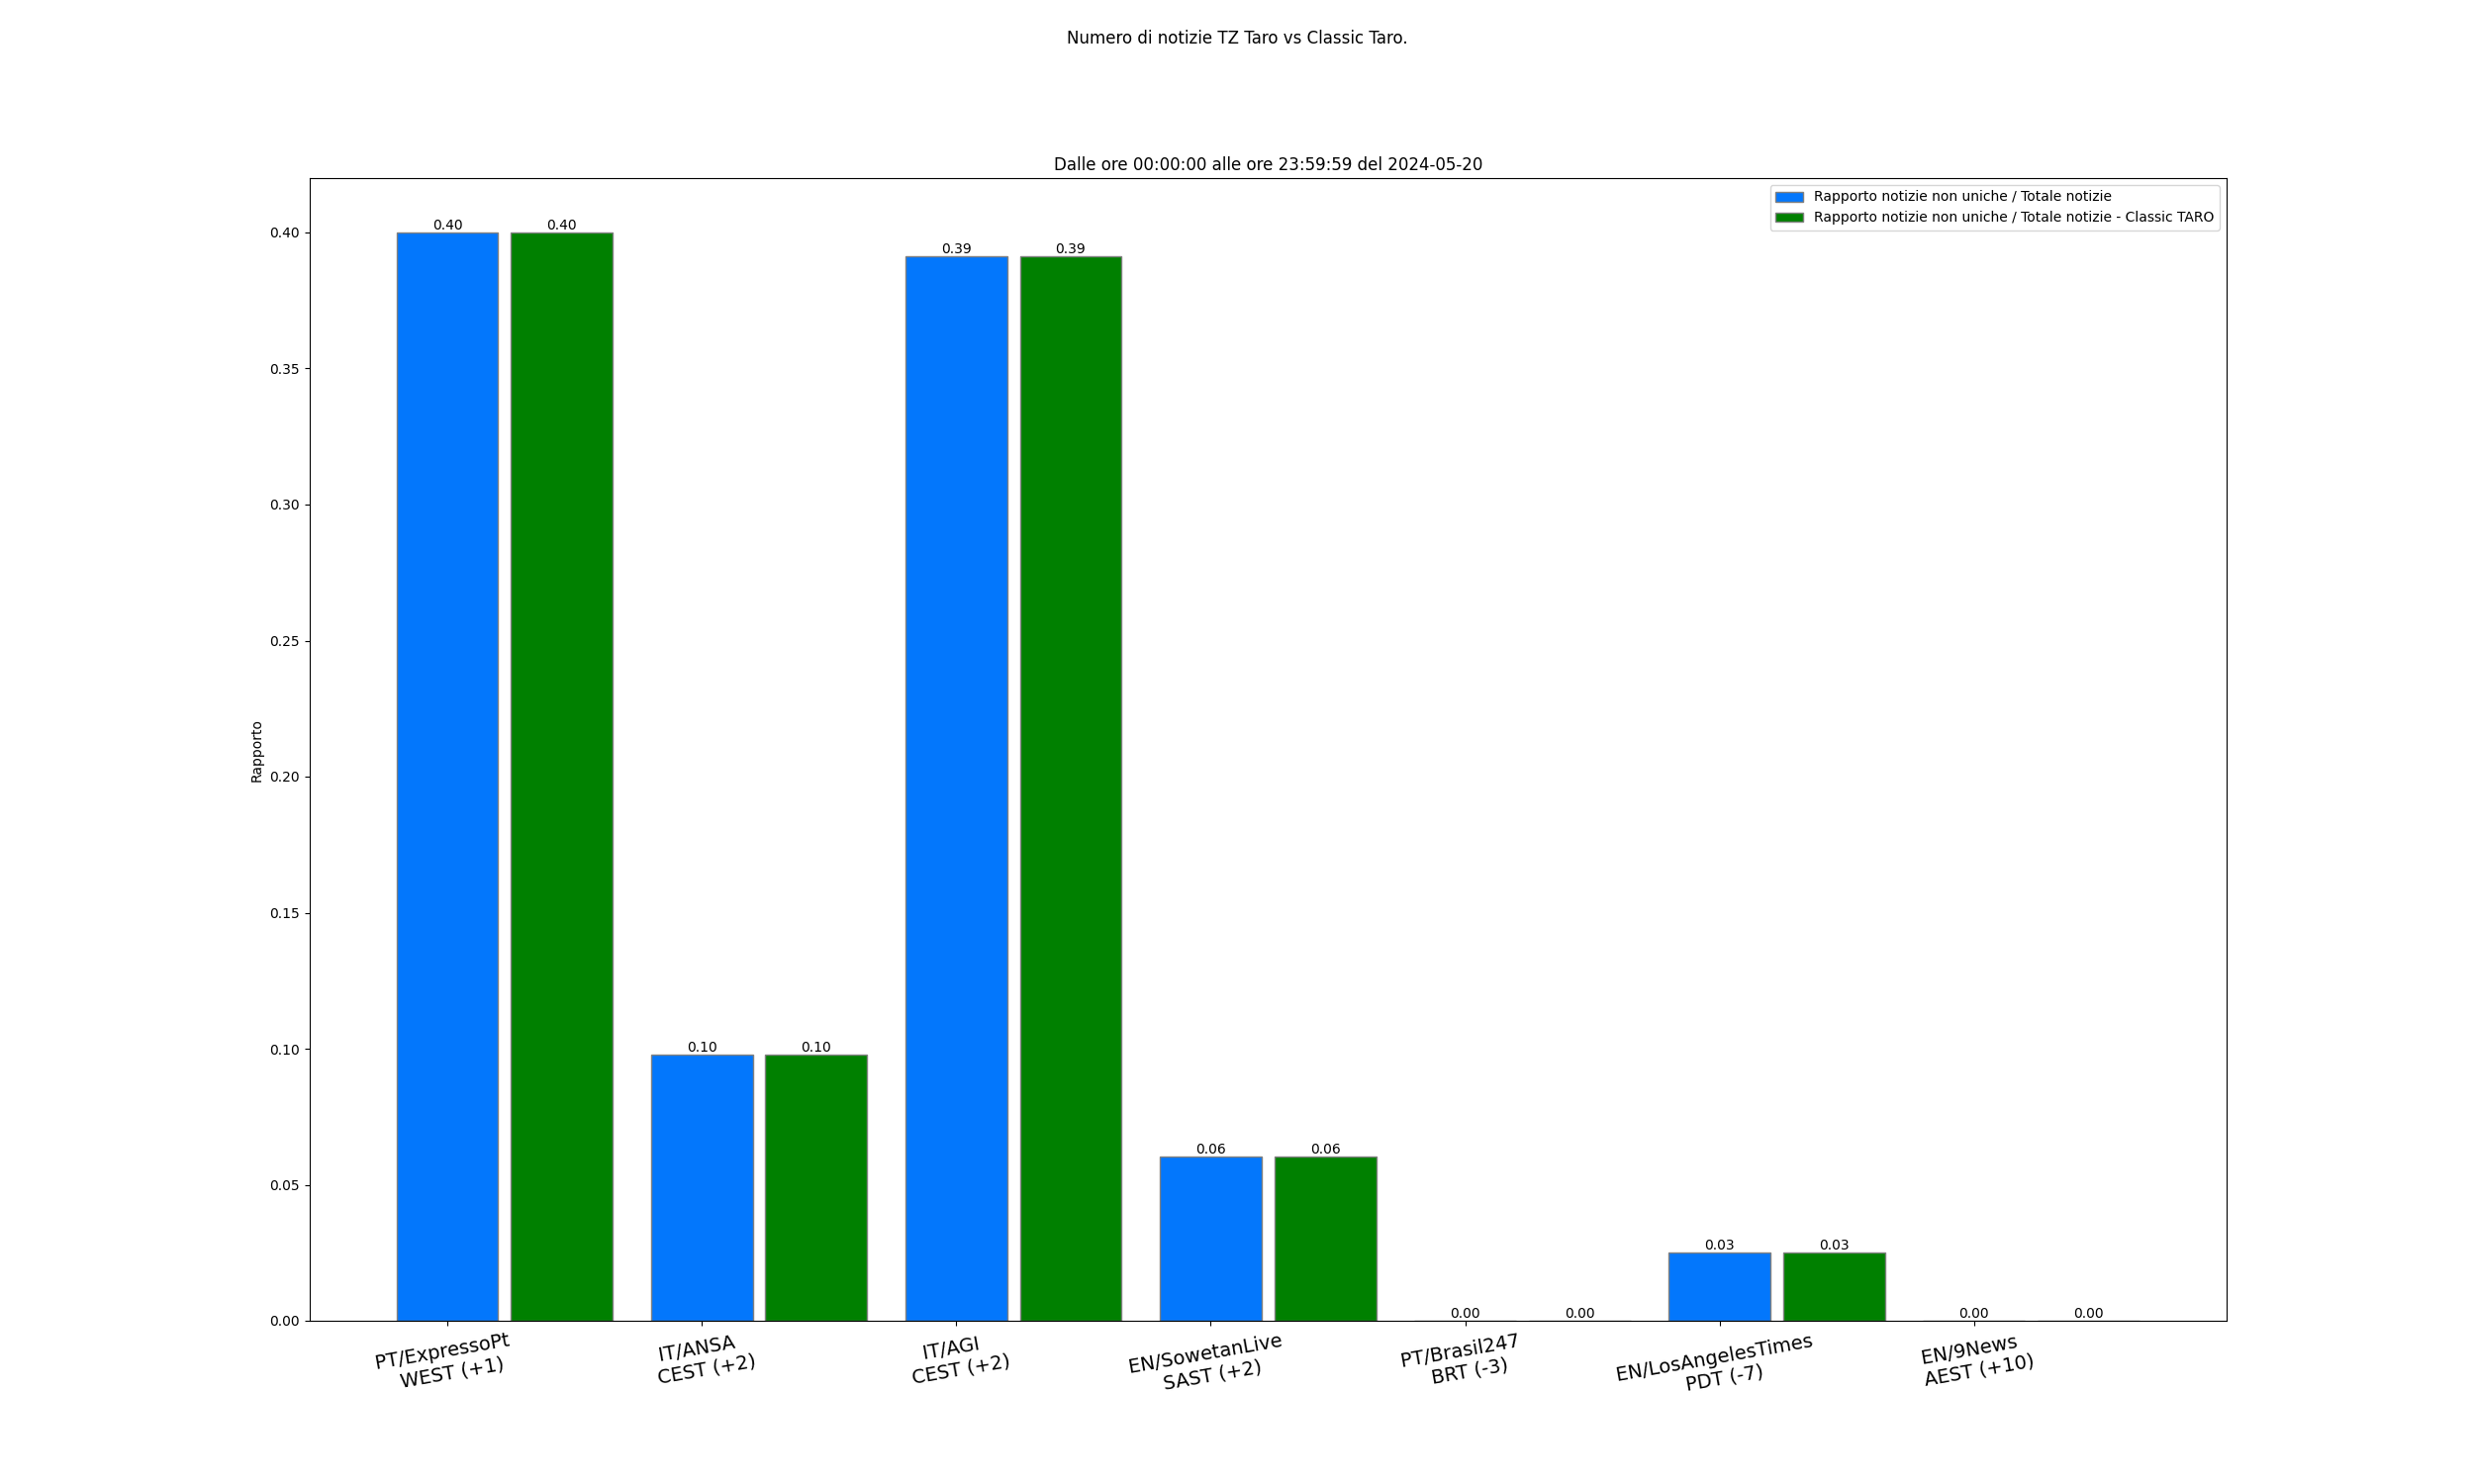 Numero di notizie TZ Taro vs Classic Taro.
Dalle ore 00:00:00 alle ore 23:59:59 del 2024-05-20
Rapporto notizie non uniche / Totale notizie
Rapporto notizie non uniche / Totale notizie - Classic TARO
Rapporto
0.40
0.35
0.30
0.25
0.20
0.15
0.10
0.05
0.00
0.40
0.40
0.10
0.10
0.39
0.39
0.06
0.06
0.00
0.00
0.03
0.03
0.00
0.00
PT/ExpressoPt
WEST (+1)
IT/ANSA
CEST (+2)
IT/AGI
CEST (+2)
EN/SowetanLive
SAST (+2)
PT/Brasil247
BRT (-3)
EN/LosAngelesTimes
PDT (-7)
EN/9News
AEST (+10)